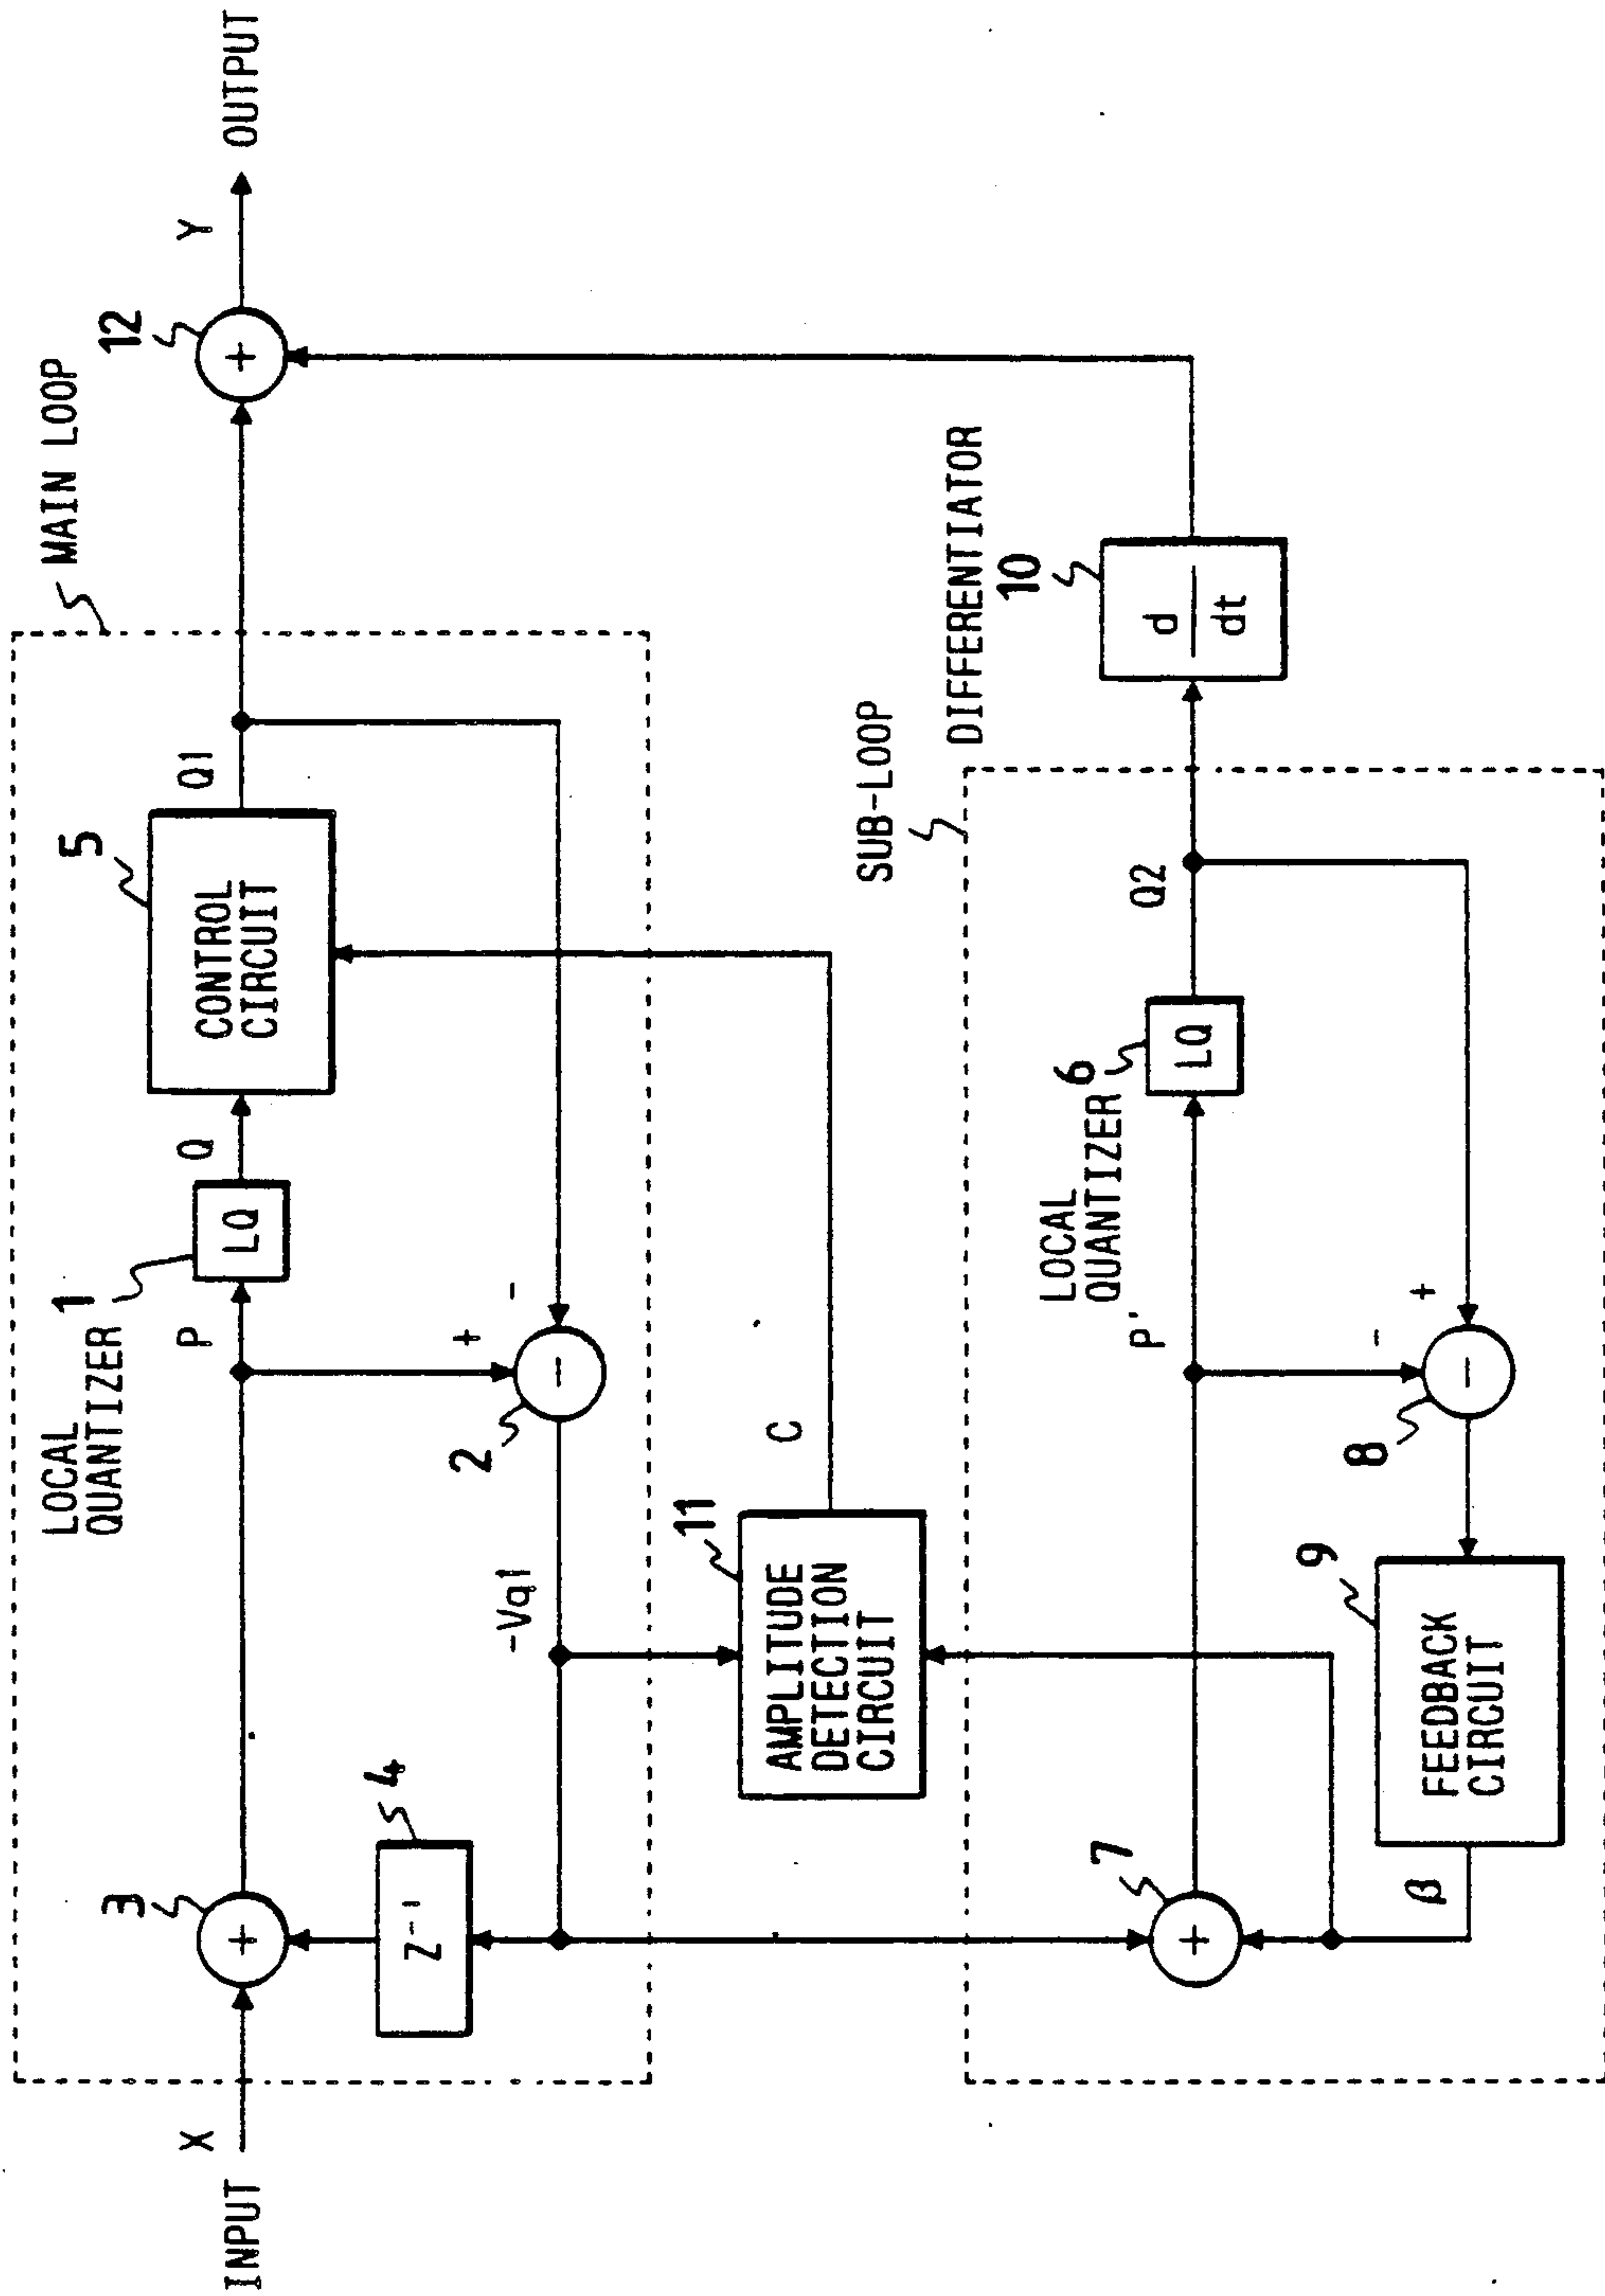 MAIN LOOP
12
Y
OUTPUT
+
5
Q1
CONTROL
CIRCUIT
Q
LOCAL
QUANTIZER
1
LQ
P
3
+
X
INPUT
4
Z⁻¹
+
-
2
-
-Vq1
C
11
AMPLITUDE
DETECTION
CIRCUIT
SUB-LOOP
DIFFERENTIATOR
10
d
dt
Q2
LOCAL
QUANTIZER
6
LQ
P'
7
+
-
+
8
-
9
FEEDBACK
CIRCUIT
β